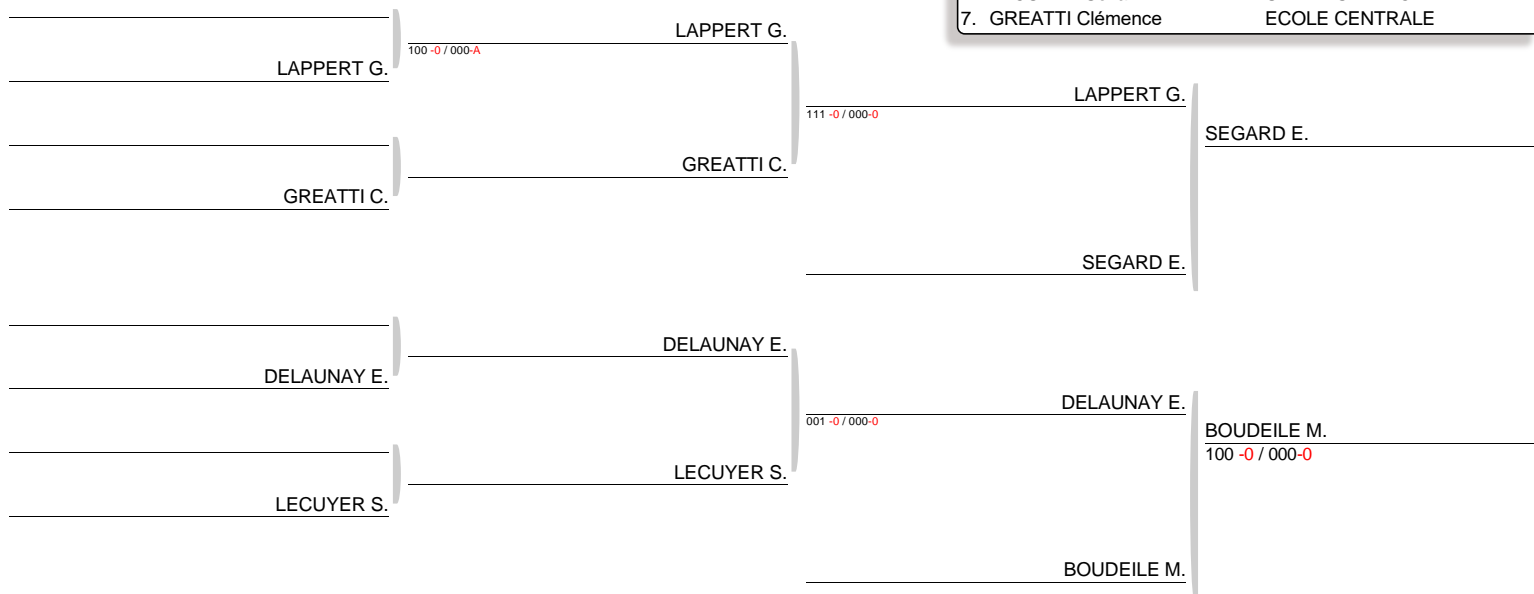 7. GREATTI Clémence ECOLE CENTRALE
LAPPERT G.
100 -0 / 000-A
LAPPERT G.
GREATTI C.
GREATTI C.
LAPPERT G.
111 -0 / 000-0
SEGARD E.
SEGARD E.
DELAUNAY E.
DELAUNAY E.
LECUYER S.
LECUYER S.
DELAUNAY E.
001 -0 / 000-0
BOUDEILE M.
100 -0 / 000-0
BOUDEILE M.